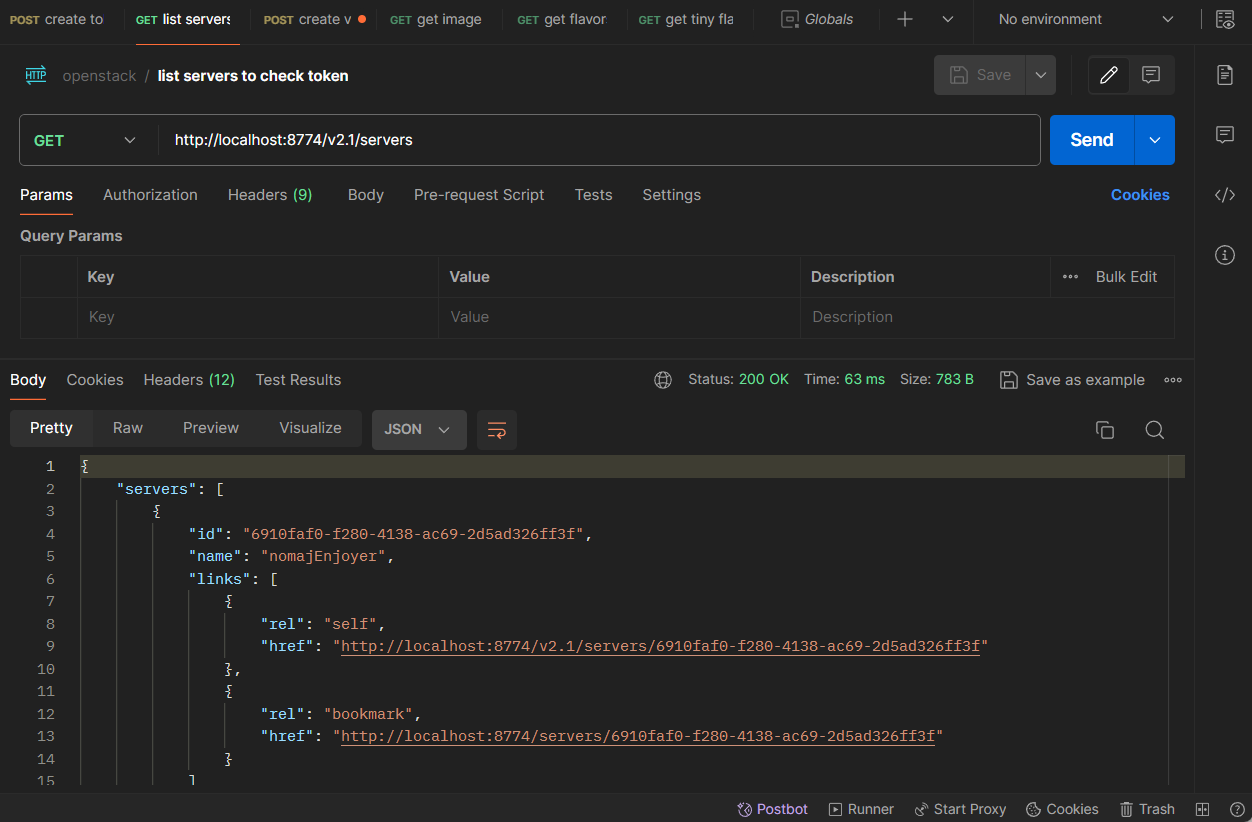 POST create to GET list servers POST create v GET get image GET get flavor GET get tiny fla Globals No environment
HTTP openstack / list servers to check token Save
GET http://localhost:8774/v2.1/servers Send
Params Authorization Headers (9) Body Pre-request Script Tests Settings Cookies
Query Params
Key Value Description Bulk Edit
Key Value Description
Body Cookies Headers (12) Test Results Status: 200 OK Time: 63 ms Size: 783 B Save as example
Pretty Raw Preview Visualize JSON
1 {
2 "servers": [
3 {
4 "id": "6910faf0-f280-4138-ac69-2d5ad326ff3f",
5 "name": "nomajEnjoyer",
6 "links": [
7 {
8 "rel": "self",
9 "href": "http://localhost:8774/v2.1/servers/6910faf0-f280-4138-ac69-2d5ad326ff3f"
10 },
11 {
12 "rel": "bookmark",
13 "href": "http://localhost:8774/servers/6910faf0-f280-4138-ac69-2d5ad326ff3f"
14 }
15 ]
Postbot Runner Start Proxy Cookies Trash